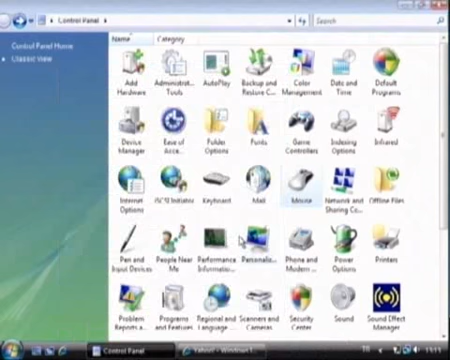 Control Panel
Search
Control Panel Home
Classic View
Name
Category
Add
Hardware
Administrat...
Tools
AutoPlay
Backup and
Restore C...
Color
Management
Date and
Time
Default
Programs
Device
Manager
Ease of
Acce...
Folder
Options
Fonts
Game
Controllers
Indexing
Options
Infrared
Internet
Options
iSCSI Initiator
Keyboard
Mail
Mouse
Network and
Sharing Ce...
Offline Files
Pen and
Input Devices
People Near
Me
Performance
Informatio...
Personaliz...
Phone and
Modem ...
Power
Options
Printers
Problem
Reports a...
Programs
and Features
Regional and
Language ...
Scanners and
Cameras
Security
Center
Sound
Sound Effect
Manager
Control Panel
Yahoo! - Windows I...